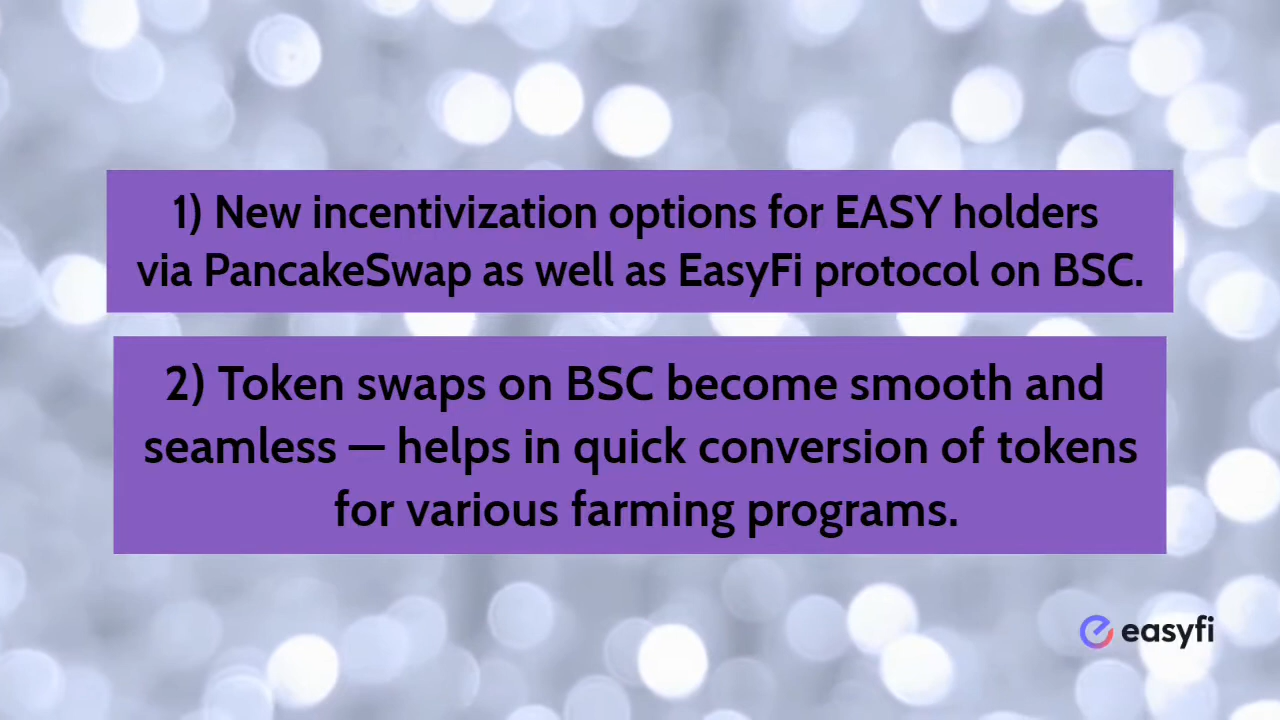 1) New incentivization options for EASY holders
via PancakeSwap as well as EasyFi protocol on BSC.
2) Token swaps on BSC become smooth and
seamless — helps in quick conversion of tokens
for various farming programs.
easyfi